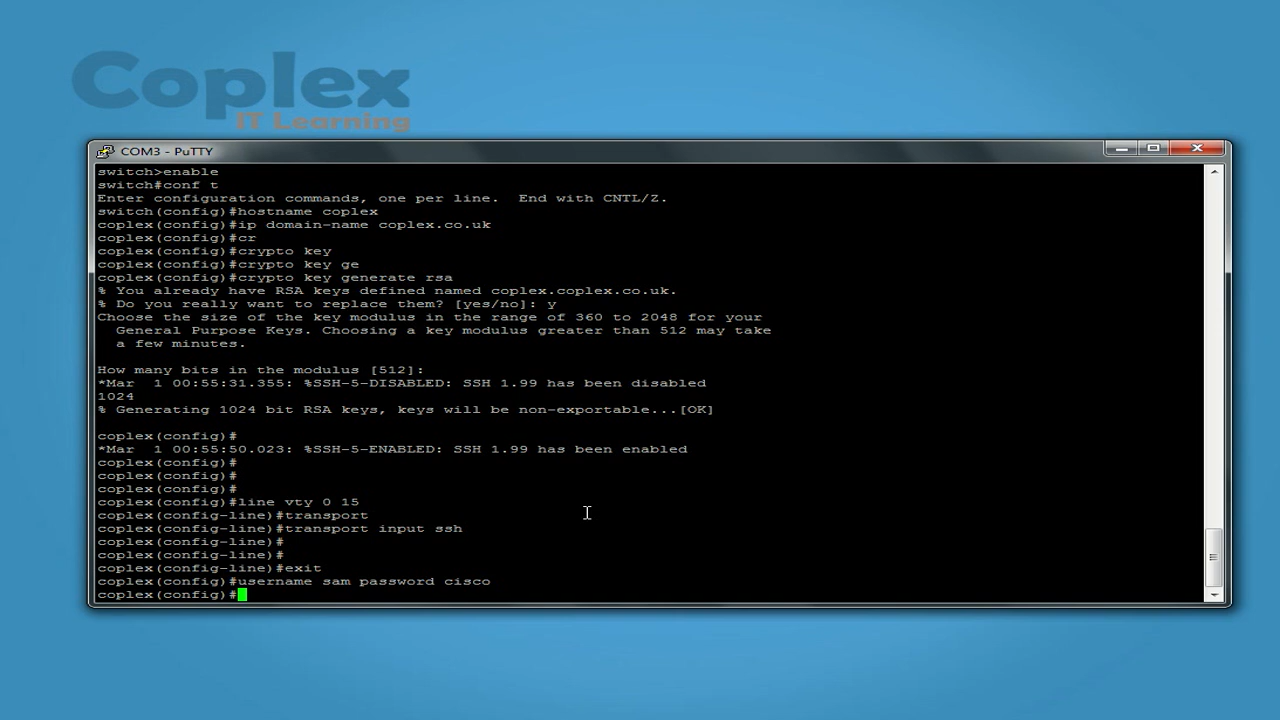 Coplex
IT Learning
COM3 - PuTTY
switch>enable
switch#conf t
Enter configuration commands, one per line.  End with CNTL/Z.
switch(config)#hostname coplex
coplex(config)#ip domain-name coplex.co.uk
coplex(config)#cr
coplex(config)#crypto key
coplex(config)#crypto key ge
coplex(config)#crypto key generate rsa
% You already have RSA keys defined named coplex.coplex.co.uk.
% Do you really want to replace them? [yes/no]: y
Choose the size of the key modulus in the range of 360 to 2048 for your
  General Purpose Keys. Choosing a key modulus greater than 512 may take
  a few minutes.
How many bits in the modulus [512]:
*Mar  1 00:55:31.355: %SSH-5-DISABLED: SSH 1.99 has been disabled
1024
% Generating 1024 bit RSA keys, keys will be non-exportable...[OK]
coplex(config)#
*Mar  1 00:55:50.023: %SSH-5-ENABLED: SSH 1.99 has been enabled
coplex(config)#
coplex(config)#
coplex(config)#
coplex(config)#line vty 0 15
coplex(config-line)#transport
coplex(config-line)#transport input ssh
coplex(config-line)#
coplex(config-line)#
coplex(config-line)#exit
coplex(config)#username sam password cisco
coplex(config)#